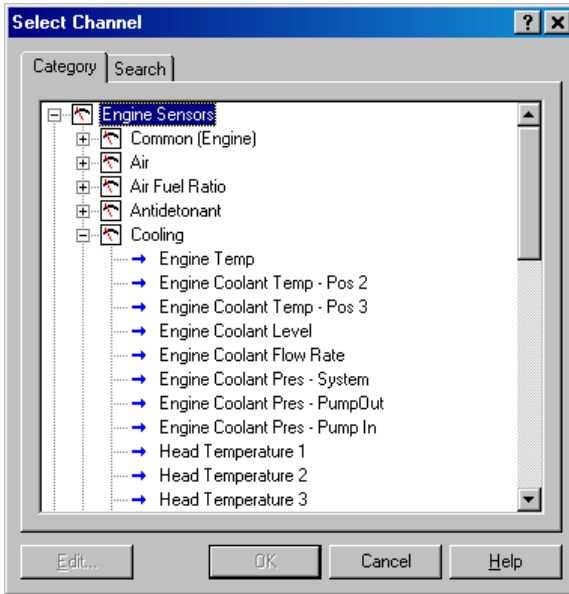 Select Channel
Category Search
Engine Sensors
Common (Engine)
Air
Air Fuel Ratio
Antidetonant
Cooling
Engine Temp
Engine Coolant Temp - Pos 2
Engine Coolant Temp - Pos 3
Engine Coolant Level
Engine Coolant Flow Rate
Engine Coolant Pres - System
Engine Coolant Pres - PumpOut
Engine Coolant Pres - Pump In
Head Temperature 1
Head Temperature 2
Head Temperature 3
Edit... OK Cancel Help